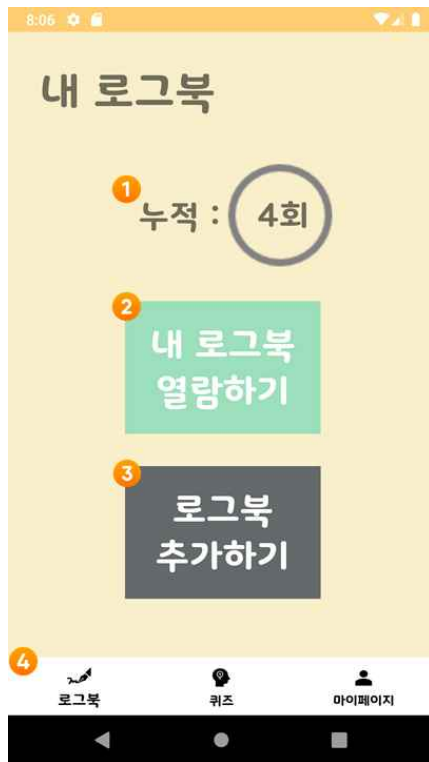 8:06
내 로그북
1
누적 : 4회
2
내 로그북
열람하기
3
로그북
추가하기
4
로그북 퀴즈 마이페이지